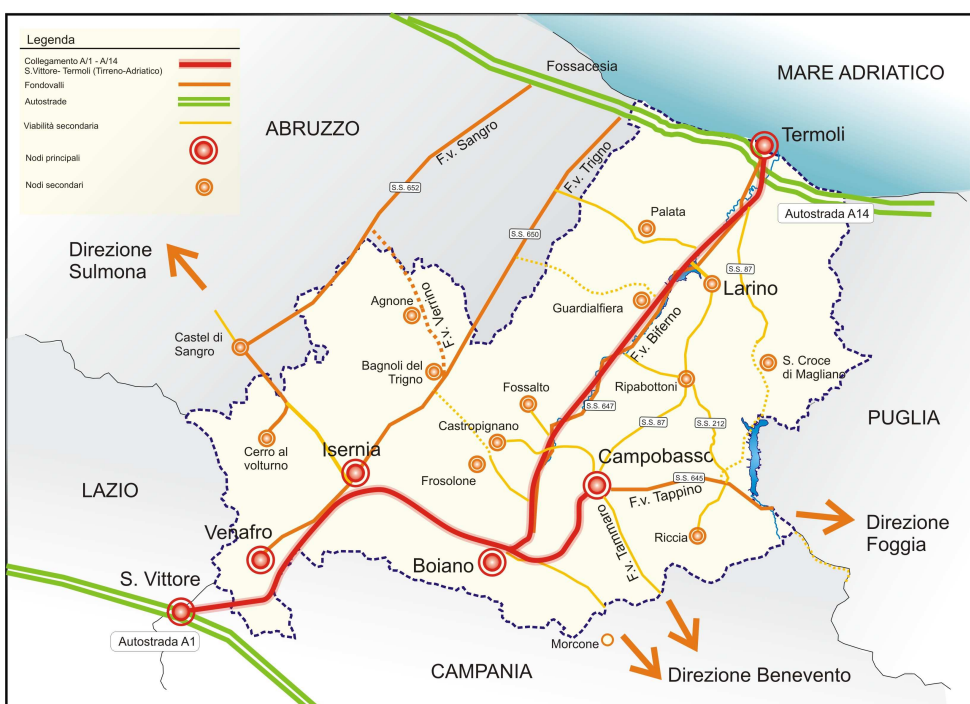 Legenda
Collegamento A/1 - A/14
S.Vittore- Termoli (Tirreno-Adriatico)
Fondovalli
Autostrade
Viabilità secondaria
Nodi principali
Nodi secondari
MARE ADRIATICO
Fossacesia
ABRUZZO
Termoli
F.v. Sangro
F.v. Trigno
S.S. 652
Palata
Autostrada A14
S.S. 650
Direzione
Sulmona
S.S. 87
Larino
Agnone
F.v. Verrino
Guardialfiera
F.v. Biferno
Castel di
Sangro
Bagnoli del
Trigno
S. Croce
di Magliano
Fossalto
Ripabottoni
S.S. 647
PUGLIA
Castropignano
S.S. 87
S.S. 212
Cerro al
volturno
Isernia
Frosolone
Campobasso
S.S. 645
F.v. Tappino
LAZIO
Direzione
Foggia
Venafro
Riccia
F.v. Tammaro
Boiano
S. Vittore
Autostrada A1
Morcone
CAMPANIA
Direzione Benevento